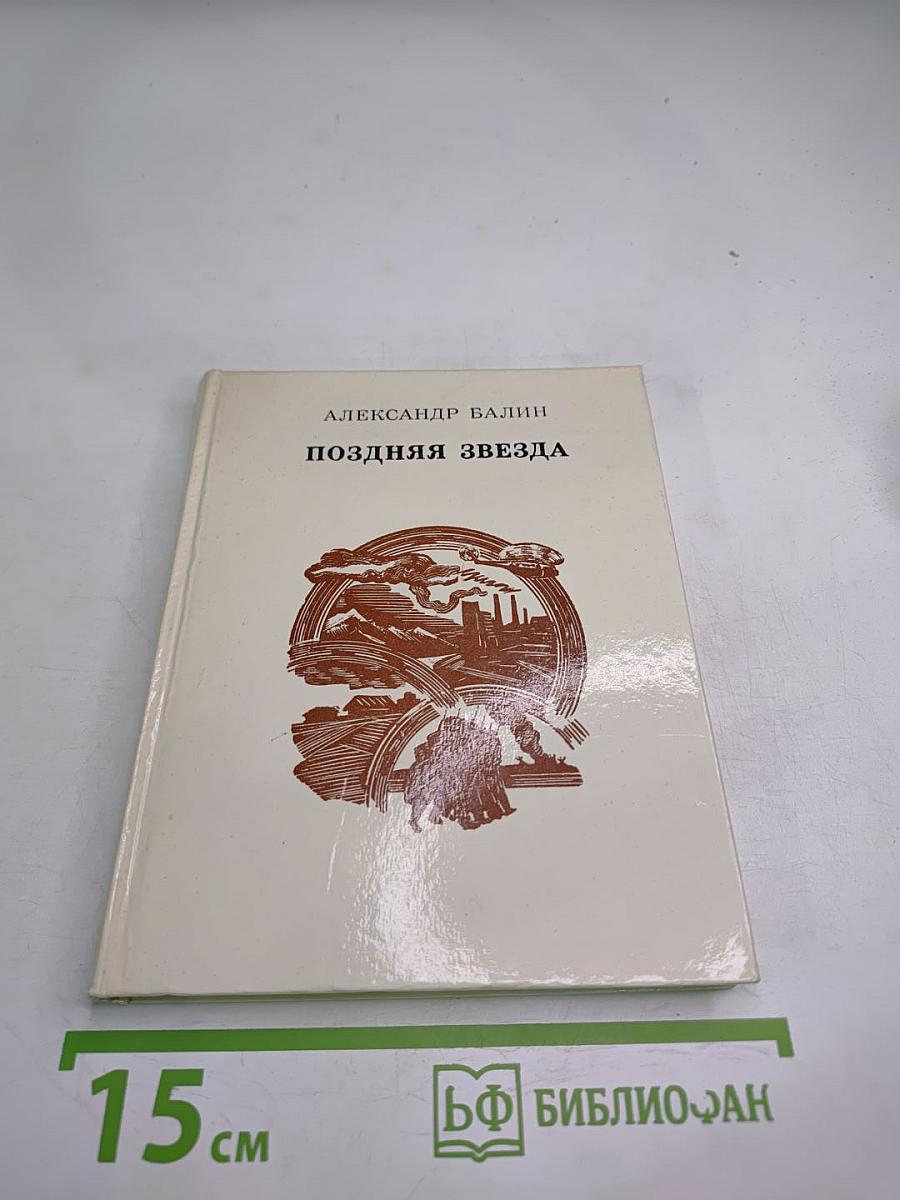 АЛЕКСАНДР БАЛИН
ПОЗДНЯЯ ЗВЕЗДА
15 см
БФ БИБЛИОФАН